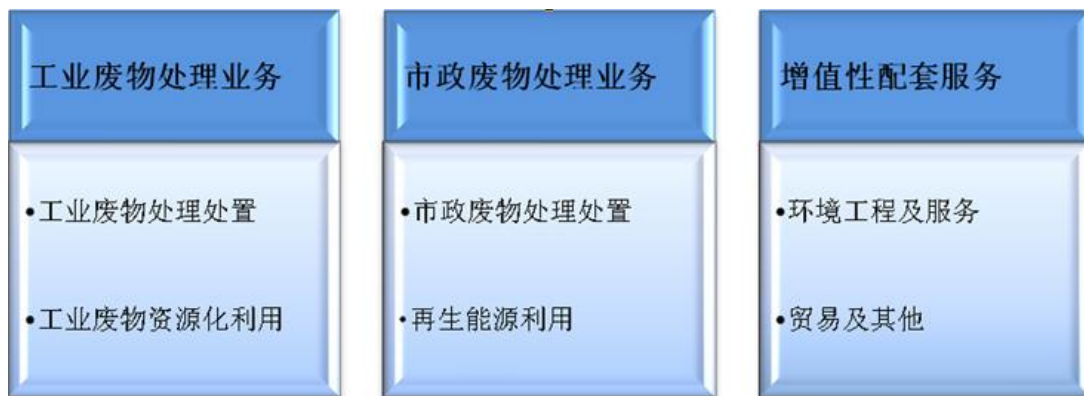 工业废物处理业务
•工业废物处理处置
•工业废物资源化利用
市政废物处理业务
•市政废物处理处置
•再生能源利用
增值性配套服务
•环境工程及服务
•贸易及其他